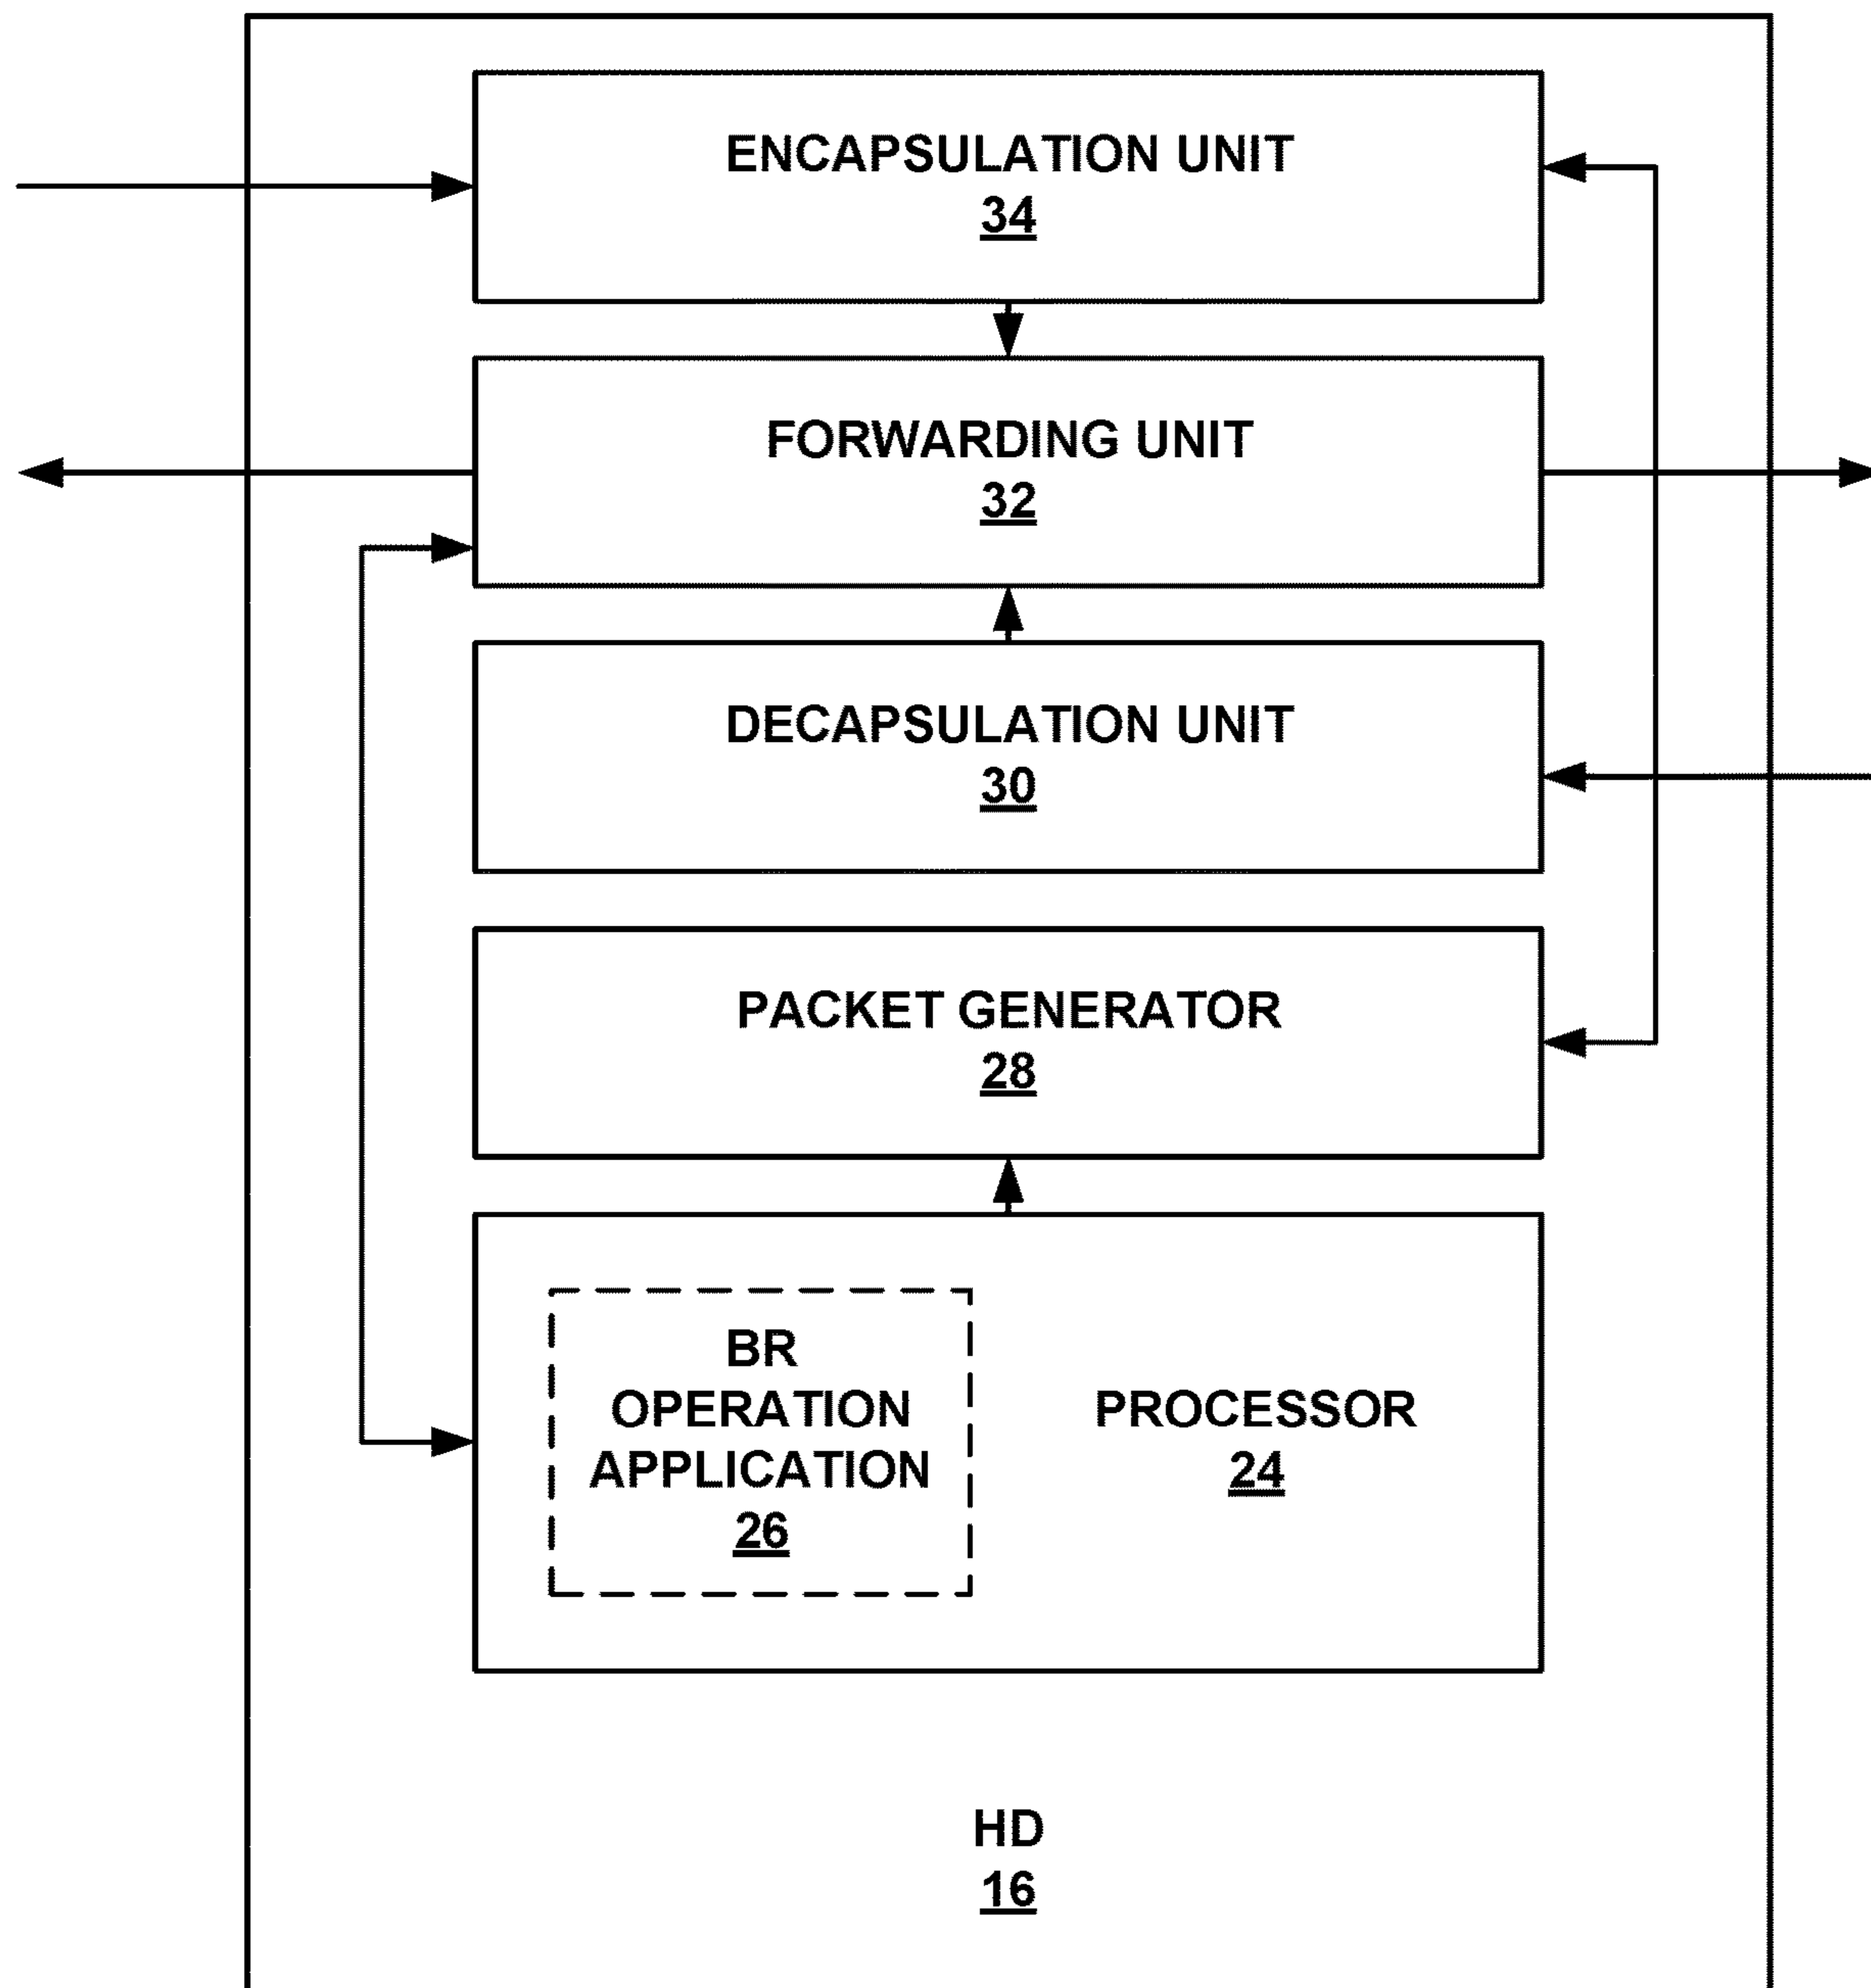 ENCAPSULATION UNIT
34
FORWARDING UNIT
32
DECAPSULATION UNIT
30
PACKET GENERATOR
28
BR
OPERATION
APPLICATION
26
PROCESSOR
24
HD
16